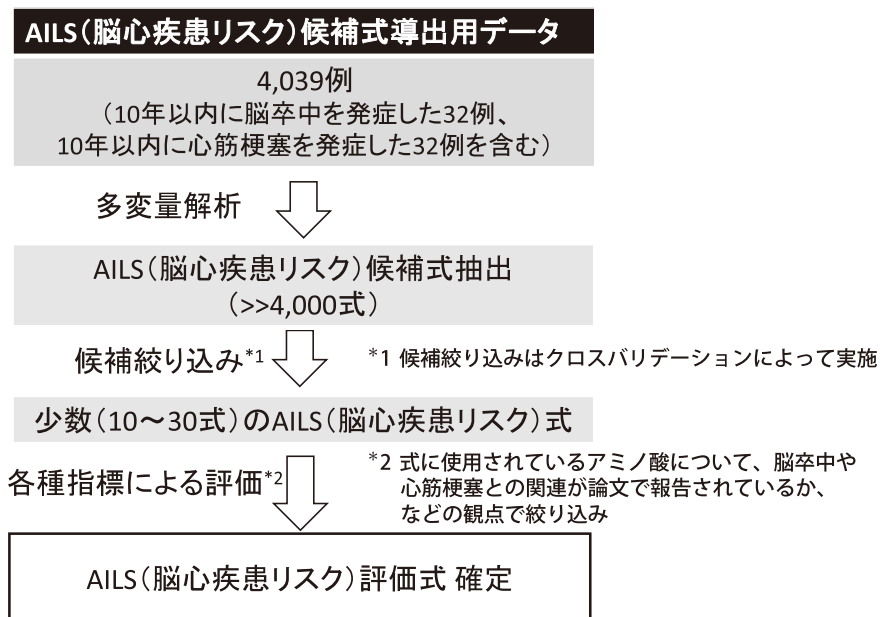 AILS（脳心疾患リスク）候補式導出用データ
4,039例
（10年以内に脳卒中を発症した32例、
10年以内に心筋梗塞を発症した32例を含む）
多変量解析
AILS（脳心疾患リスク）候補式抽出
（>>4,000式）
候補絞り込み*1
*1 候補絞り込みはクロスバリデーションによって実施
少数（10～30式）のAILS（脳心疾患リスク）式
各種指標による評価*2
*2 式に使用されているアミノ酸について、脳卒中や
心筋梗塞との関連が論文で報告されているか、
などの観点で絞り込み
AILS（脳心疾患リスク）評価式 確定